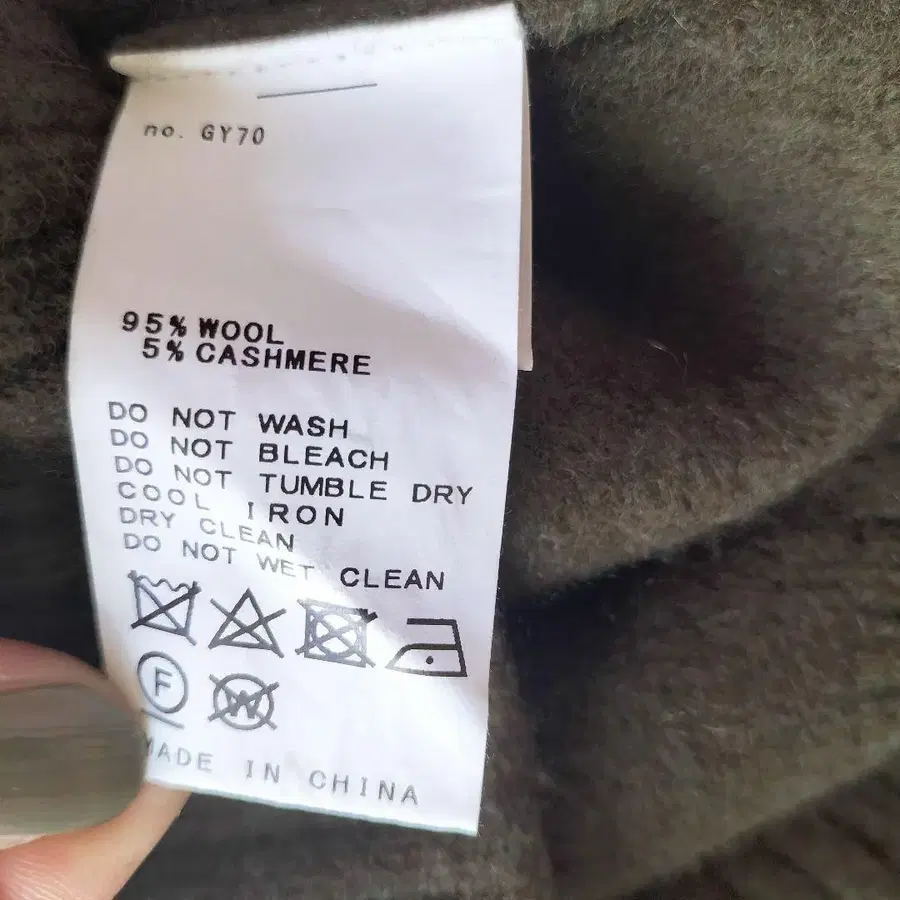 no. GY70
95% WOOL
5% CASHMERE
DO NOT WASH
DO NOT BLEACH
DO NOT TUMBLE DRY
COOL IRON
DRY CLEAN
DO NOT WET CLEAN
F
W
MADE IN CHINA